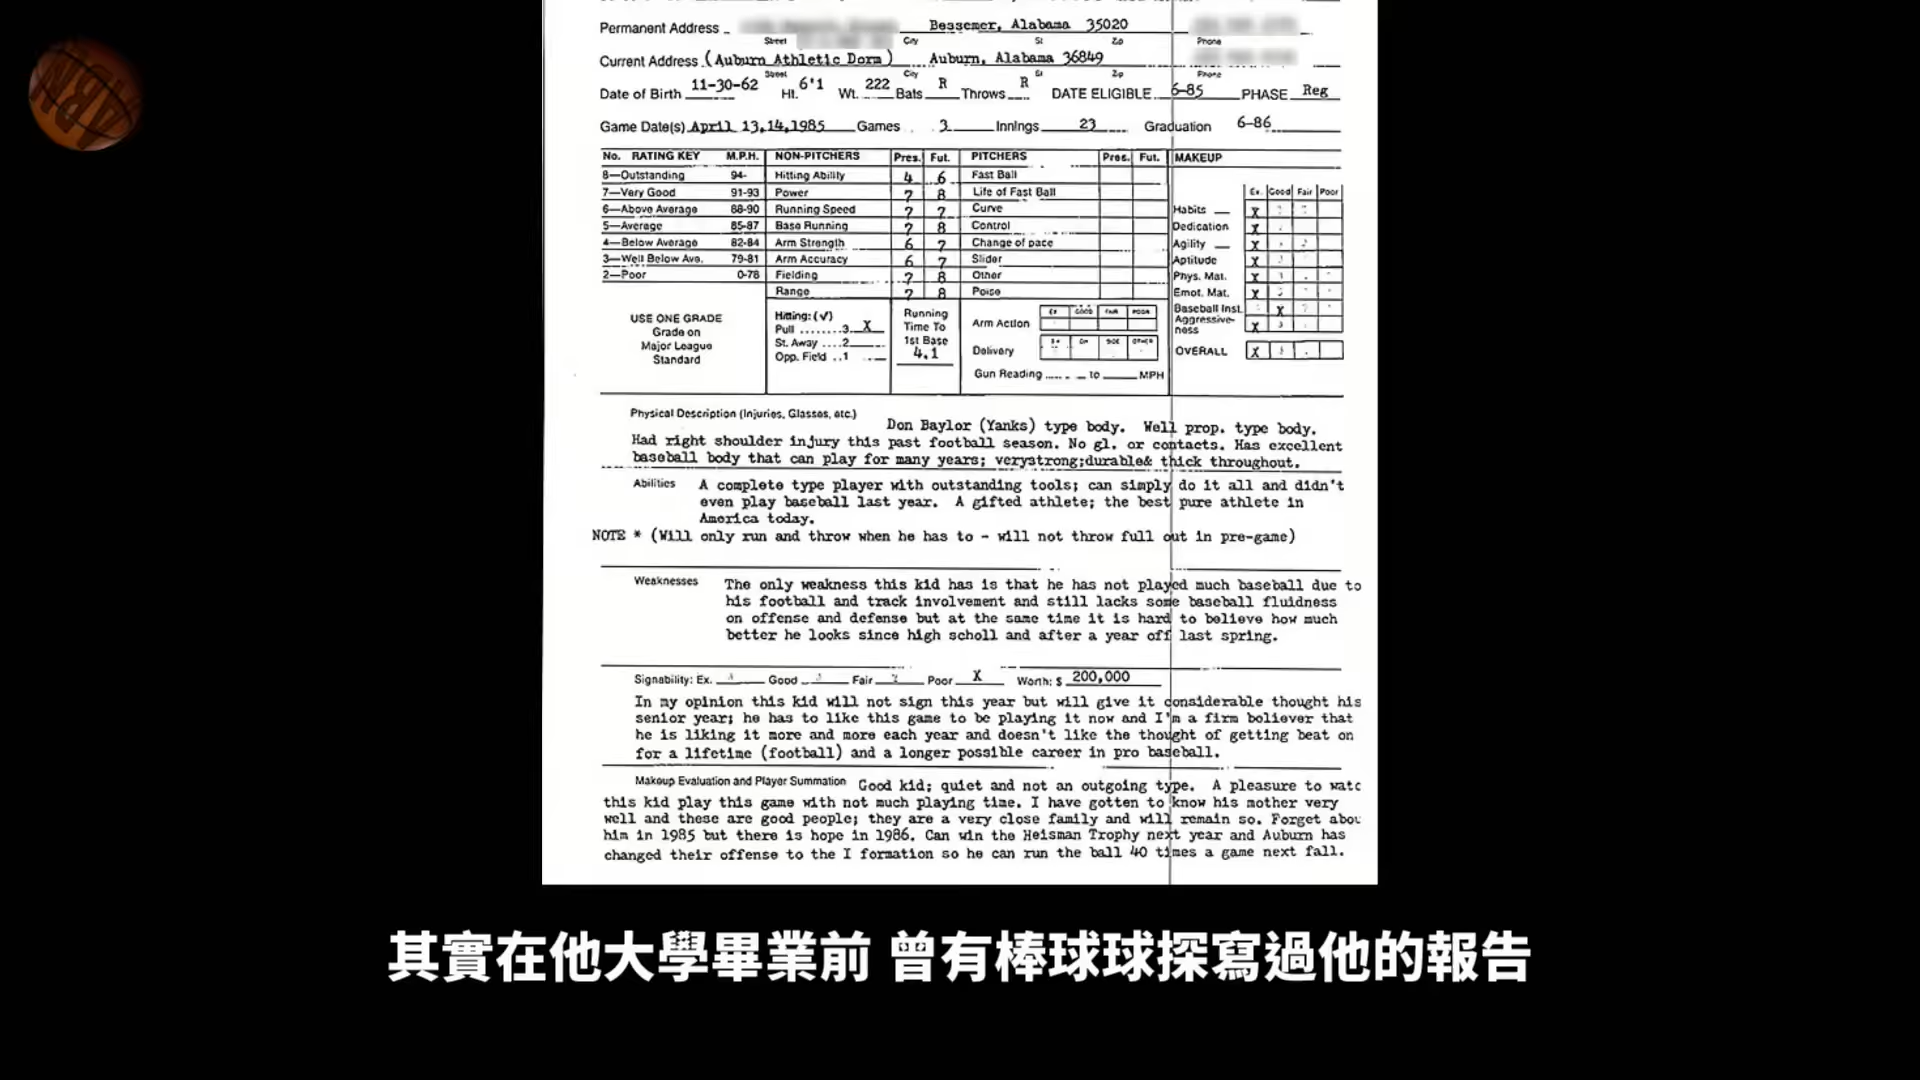 Permanent Address Bessemer, Alabama 35020
Street City St Zip Phone
Current Address (Auburn Athletic Dorm) Auburn, Alabama 36849
Street City St Zip Phone
Date of Birth 11-30-62 Ht. 6'1 Wt. 222 Bats R Throws R DATE ELIGIBLE 6-85 PHASE Reg
Game Date(s) April 13,14,1985 Games 3 Innings 23 Graduation 6-86
No. RATING KEY M.P.H. NON-PITCHERS Pres. Fut. PITCHERS Pres. Fut. MAKEUP
8—Outstanding 94- Hitting Ability 4 6 Fast Ball
7—Very Good 91-93 Power 7 8 Life of Fast Ball Ex. Good Fair Poor
6—Above Average 88-90 Running Speed 7 7 Curve Habits X
5—Average 85-87 Base Running 7 8 Control Dedication X
4—Below Average 82-84 Arm Strength 6 7 Change of pace Agility X
3—Well Below Ave. 79-81 Arm Accuracy 6 7 Slider Aptitude X
2—Poor 0-78 Fielding 7 8 Other Phys. Mat. X
Range 7 8 Poise Emot. Mat. X
Baseball Inst. X
Aggressive-
ness X
OVERALL X
USE ONE GRADE
Grade on
Major League
Standard
Hitting: (√)
Pull ........3 X
St. Away ....2
Opp. Field ..1
Running
Time To
1st Base
4.1
Arm Action EX GOOD FAIR POOR
Delivery SIDE OTHER
Gun Reading to MPH
Physical Description (Injuries, Glasses, etc.) Don Baylor (Yanks) type body. Well prop. type body.
Had right shoulder injury this past football season. No gl. or contacts. Has excellent
baseball body that can play for many years; verystrong;durable& thick throughout.
Abilities A complete type player with outstanding tools; can simply do it all and didn't
even play baseball last year. A gifted athlete; the best pure athlete in
America today.
NOTE * (Will only run and throw when he has to - will not throw full out in pre-game)
Weaknesses The only weakness this kid has is that he has not played much baseball due to
his football and track involvement and still lacks some baseball fluidness
on offense and defense but at the same time it is hard to believe how much
better he looks since high scholl and after a year off last spring.
Signability: Ex. Good Fair Poor X Worth: $ 200,000
In my opinion this kid will not sign this year but will give it considerable thought his
senior year; he has to like this game to be playing it now and I'm a firm boliever that
he is liking it more and more each year and doesn't like the thought of getting beat on
for a lifetime (football) and a longer possible career in pro baseball.
Makeup Evaluation and Player Summation Good kid; quiet and not an outgoing type. A pleasure to watc
this kid play this game with not much playing time. I have gotten to know his mother very
well and these are good people; they are a very close family and will remain so. Forget abou
him in 1985 but there is hope in 1986. Can win the Heisman Trophy next year and Auburn has
changed their offense to the I formation so he can run the ball 40 times a game next fall.
其實在他大學畢業前 曾有棒球球探寫過他的報告